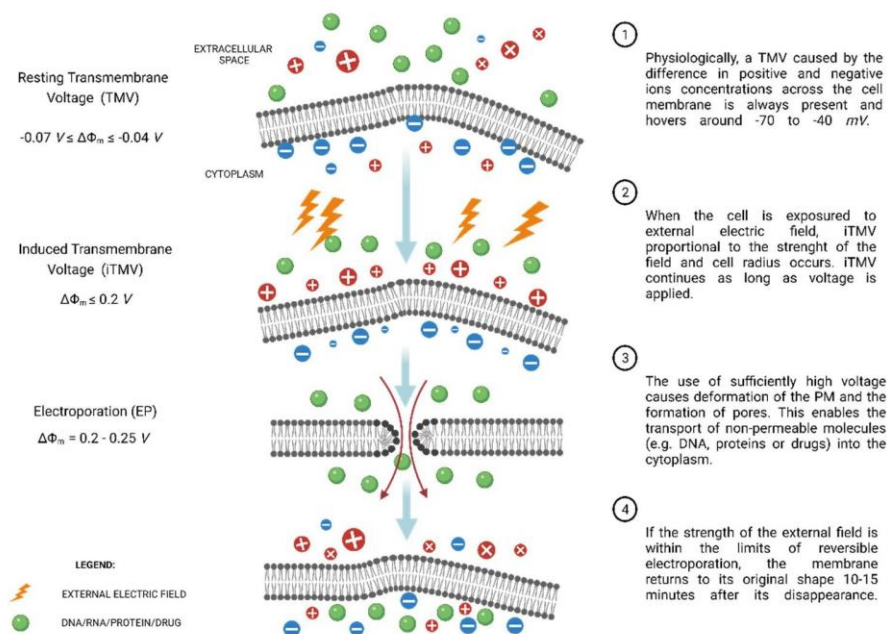 EXTRACELLULAR
SPACE
Resting Transmembrane
Voltage (TMV)
-0.07 V ≤ ΔΦm ≤ -0.04 V
CYTOPLASM
1
Physiologically, a TMV caused by the
difference in positive and negative
ions concentrations across the cell
membrane is always present and
hovers around -70 to -40 mV.
Induced Transmembrane
Voltage (iTMV)
ΔΦm ≤ 0.2 V
2
When the cell is exposured to
external electric field, iTMV
proportional to the strenght of the
field and cell radius occurs. iTMV
continues as long as voltage is
applied.
Electroporation (EP)
ΔΦm = 0.2 - 0.25 V
3
The use of sufficiently high voltage
causes deformation of the PM and the
formation of pores. This enables the
transport of non-permeable molecules
(e.g. DNA, proteins or drugs) into the
cytoplasm.
4
If the strength of the external field is
within the limits of reversible
electroporation, the membrane
returns to its original shape 10-15
minutes after its disappearance.
LEGEND:
EXTERNAL ELECTRIC FIELD
DNA/RNA/PROTEIN/DRUG